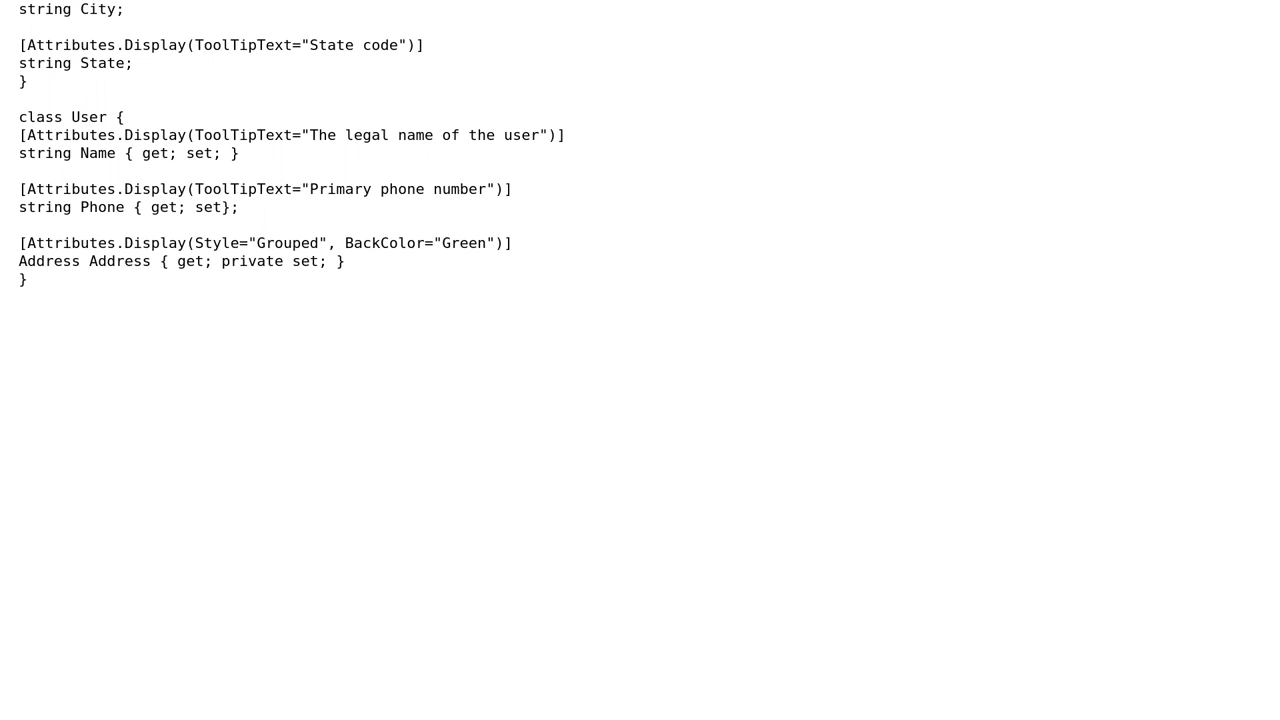 string City;

[Attributes.Display(ToolTipText="State code")]
string State;
}

class User {
[Attributes.Display(ToolTipText="The legal name of the user")]
string Name { get; set; }

[Attributes.Display(ToolTipText="Primary phone number")]
string Phone { get; set};

[Attributes.Display(Style="Grouped", BackColor="Green")]
Address Address { get; private set; }
}